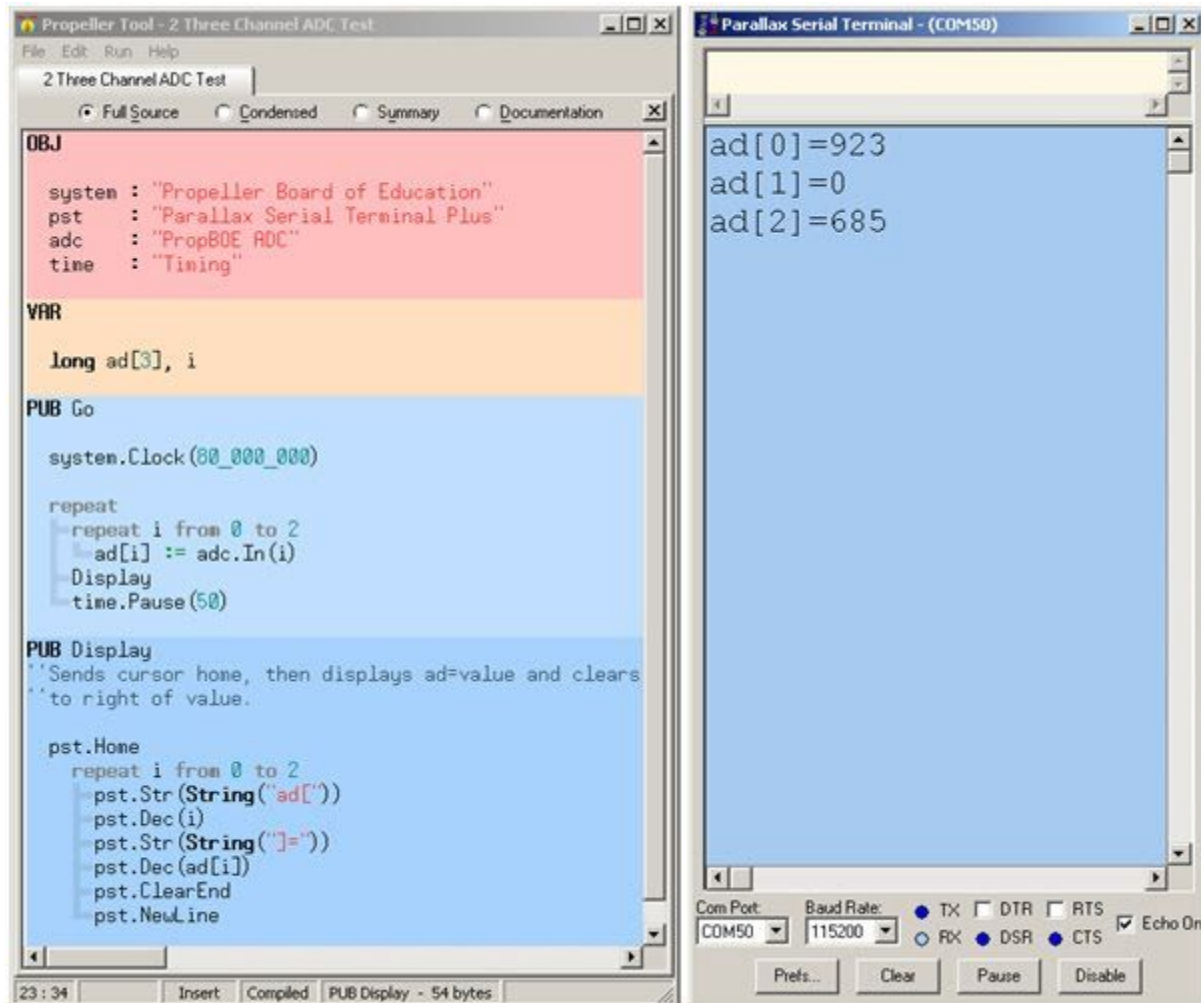 Propeller Tool - 2 Three Channel ADC Test
File Edit Run Help
2 Three Channel ADC Test
Full Source Condensed Summary Documentation
OBJ
system : "Propeller Board of Education"
pst : "Parallax Serial Terminal Plus"
adc : "PropBOE ADC"
time : "Timing"
VAR
long ad[3], i
PUB Go
system.Clock(80_000_000)
repeat
repeat i from 0 to 2
ad[i] := adc.In(i)
Display
time.Pause(50)
PUB Display
''Sends cursor home, then displays ad=value and clears
''to right of value.
pst.Home
repeat i from 0 to 2
pst.Str(String("ad["))
pst.Dec(i)
pst.Str(String("]="))
pst.Dec(ad[i])
pst.ClearEnd
pst.NewLine
23 : 34 Insert Compiled PUB Display - 54 bytes
Parallax Serial Terminal - (COM50)
ad[0]=923
ad[1]=0
ad[2]=685
Com Port: Baud Rate: TX DTR RTS
COM50 115200 RX DSR CTS Echo On
Prefs... Clear Pause Disable